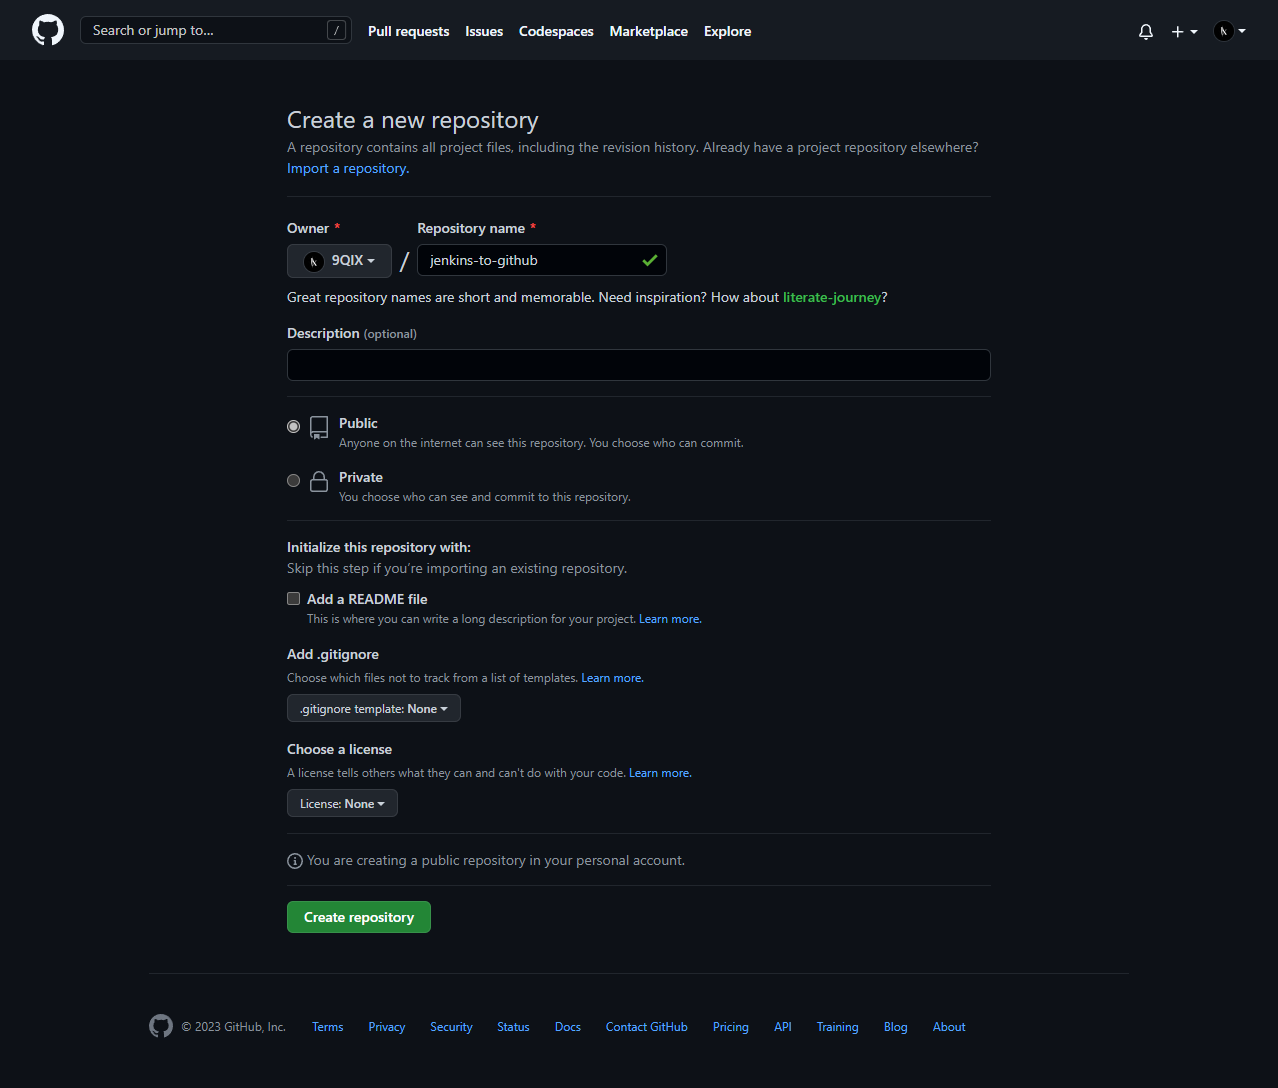 Search or jump to... /
Pull requests Issues Codespaces Marketplace Explore
Create a new repository
A repository contains all project files, including the revision history. Already have a project repository elsewhere?
Import a repository.
Owner * Repository name *
9QIX / jenkins-to-github
Great repository names are short and memorable. Need inspiration? How about literate-journey?
Description (optional)
Public
Anyone on the internet can see this repository. You choose who can commit.
Private
You choose who can see and commit to this repository.
Initialize this repository with:
Skip this step if you’re importing an existing repository.
Add a README file
This is where you can write a long description for your project. Learn more.
Add .gitignore
Choose which files not to track from a list of templates. Learn more.
.gitignore template: None
Choose a license
A license tells others what they can and can't do with your code. Learn more.
License: None
You are creating a public repository in your personal account.
Create repository
© 2023 GitHub, Inc. Terms Privacy Security Status Docs Contact GitHub Pricing API Training Blog About